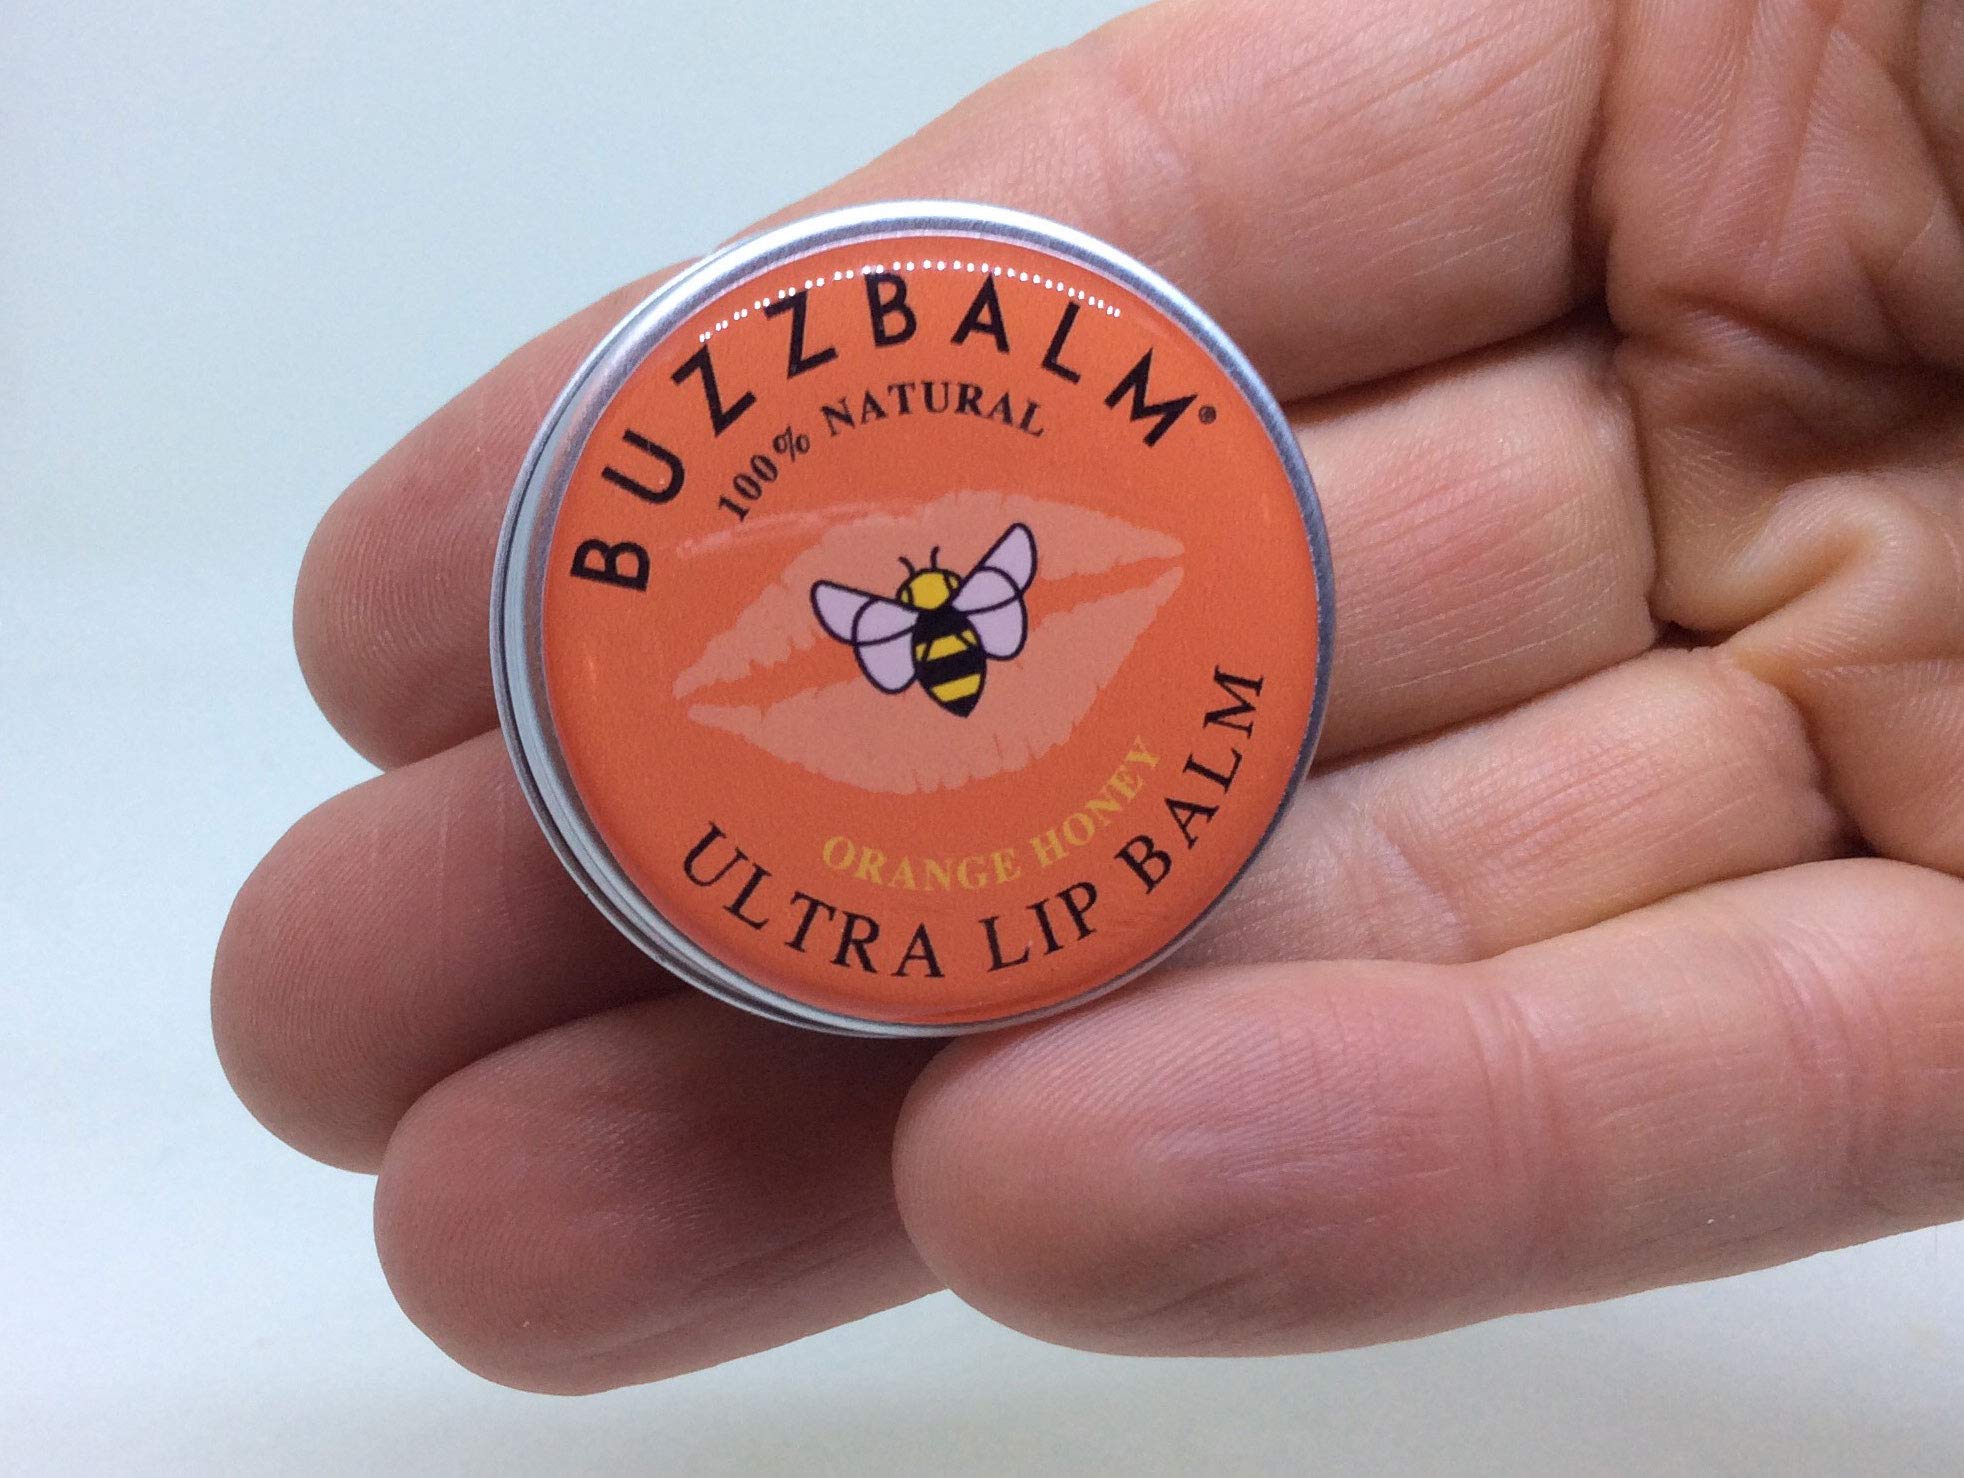 BUZZBALM®
100% NATURAL
ORANGE HONEY
ULTRA LIP BALM